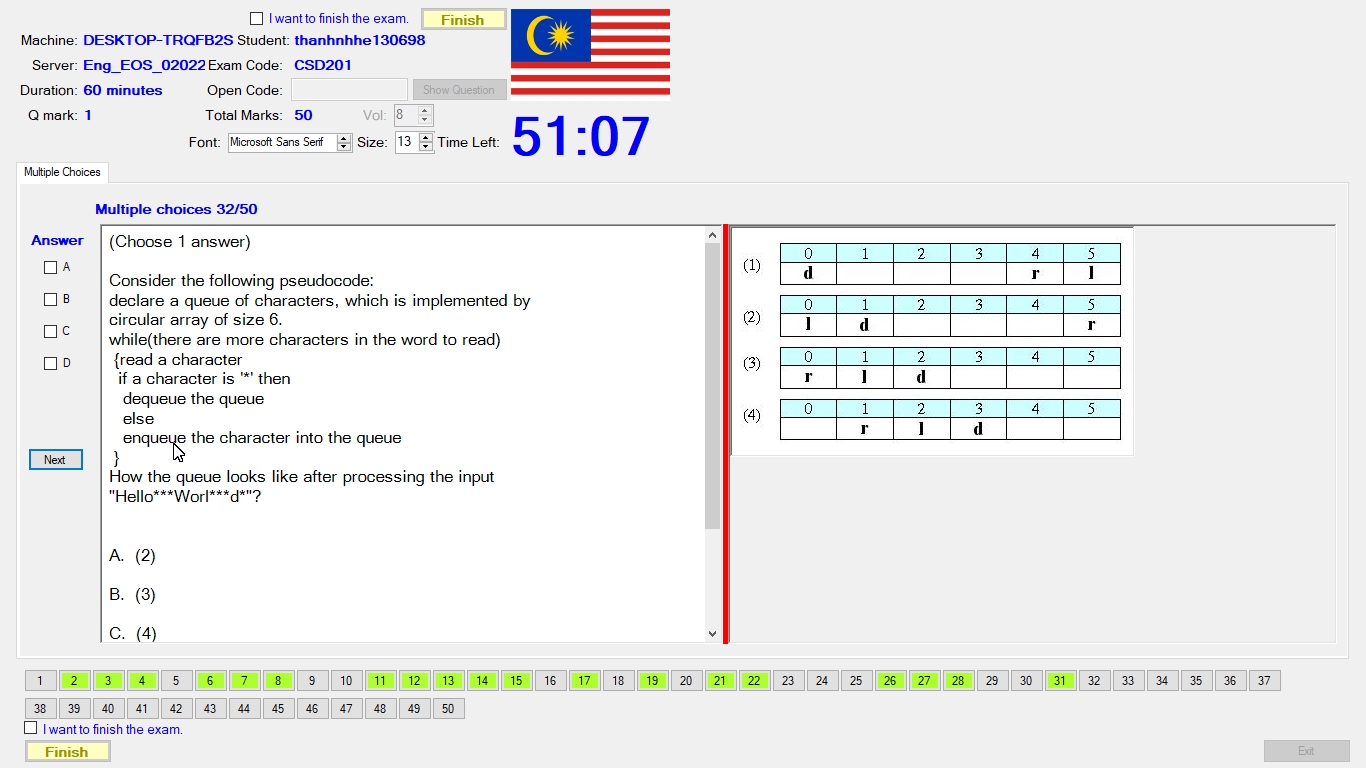 I want to finish the exam. Finish
Machine: DESKTOP-TRQFB2S Student: thanhnhhe130698
Server: Eng_EOS_02022 Exam Code: CSD201
Duration: 60 minutes Open Code: Show Question
Q mark: 1 Total Marks: 50 Vol: 8
Font: Microsoft Sans Serif Size: 13 Time Left: 51:07
Multiple Choices
Multiple choices 32/50
Answer
A
B
C
D
Next
(Choose 1 answer)
Consider the following pseudocode:
declare a queue of characters, which is implemented by
circular array of size 6.
while(there are more characters in the word to read)
{read a character
if a character is '*' then
dequeue the queue
else
enqueue the character into the queue
}
How the queue looks like after processing the input
"Hello***Worl***d*"?
A. (2)
B. (3)
C. (4)
(1) 0 1 2 3 4 5
d r l
(2) 0 1 2 3 4 5
l d r
(3) 0 1 2 3 4 5
r l d
(4) 0 1 2 3 4 5
r l d
1 2 3 4 5 6 7 8 9 10 11 12 13 14 15 16 17 18 19 20 21 22 23 24 25 26 27 28 29 30 31 32 33 34 35 36 37
38 39 40 41 42 43 44 45 46 47 48 49 50
I want to finish the exam.
Finish Exit